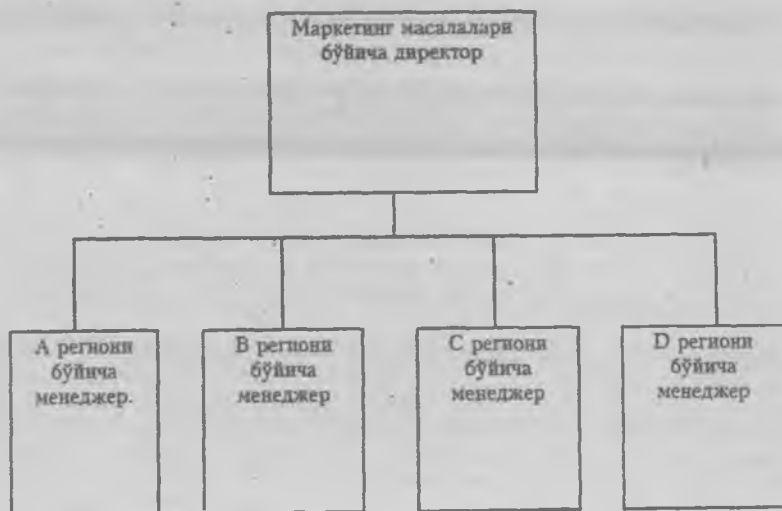 Маркетинг масалалари
бўйича директор
А региони
бўйича
менеджер.
В региони
бўйича
менеджер
С региони
бўйича
менеджер
D региони
бўйича
менеджер